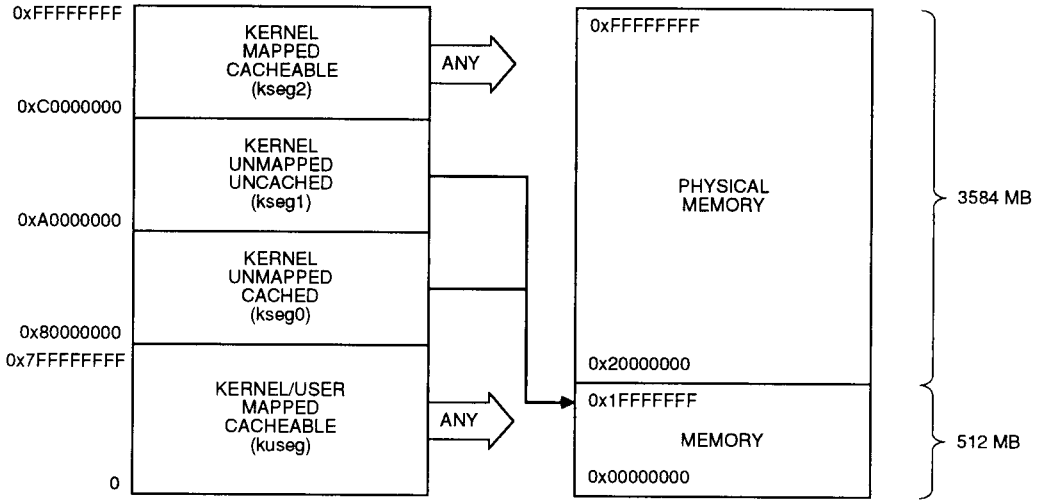 0xFFFFFFFF
KERNEL
MAPPED
CACHEABLE
(kseg2)
ANY
0xC0000000
KERNEL
UNMAPPED
UNCACHED
(kseg1)
0xA0000000
KERNEL
UNMAPPED
CACHED
(kseg0)
0x80000000
0x7FFFFFFFF
KERNEL/USER
MAPPED
CACHEABLE
(kuseg)
ANY
0
0xFFFFFFFF
PHYSICAL
MEMORY
0x20000000
3584 MB
0x1FFFFFFF
MEMORY
0x00000000
512 MB